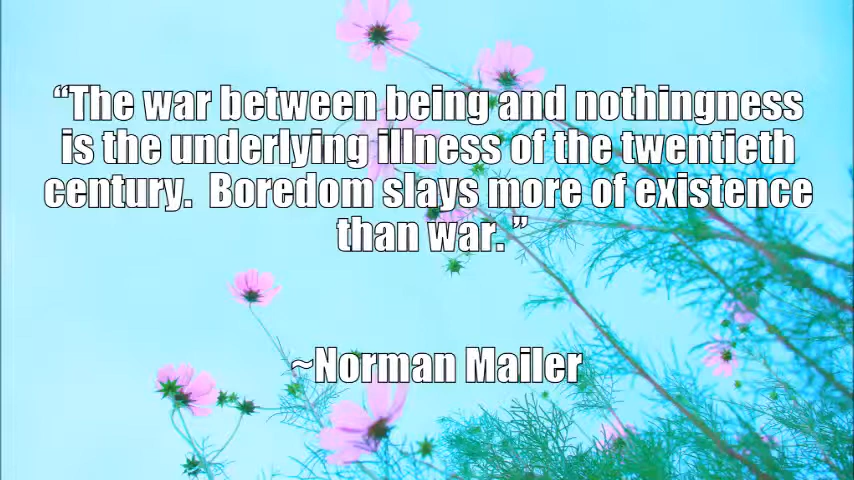 “The war between being and nothingness
is the underlying illness of the twentieth
century.  Boredom slays more of existence
than war.”
~Norman Mailer